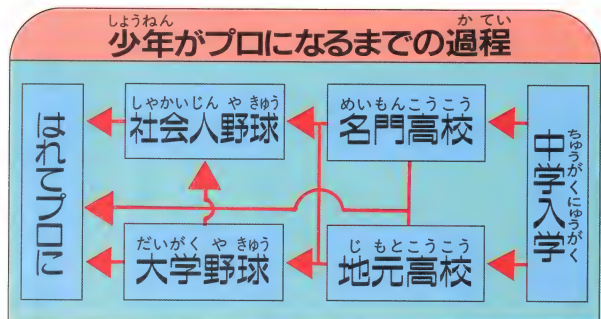 しょうねん かてい
少年がプロになるまでの過程
ちゅうがくにゅうがく
中学入学
めいもんこうこう
名門高校
じもとこうこう
地元高校
しゃかいじんやきゅう
社会人野球
だいがくやきゅう
大学野球
はれてプロに